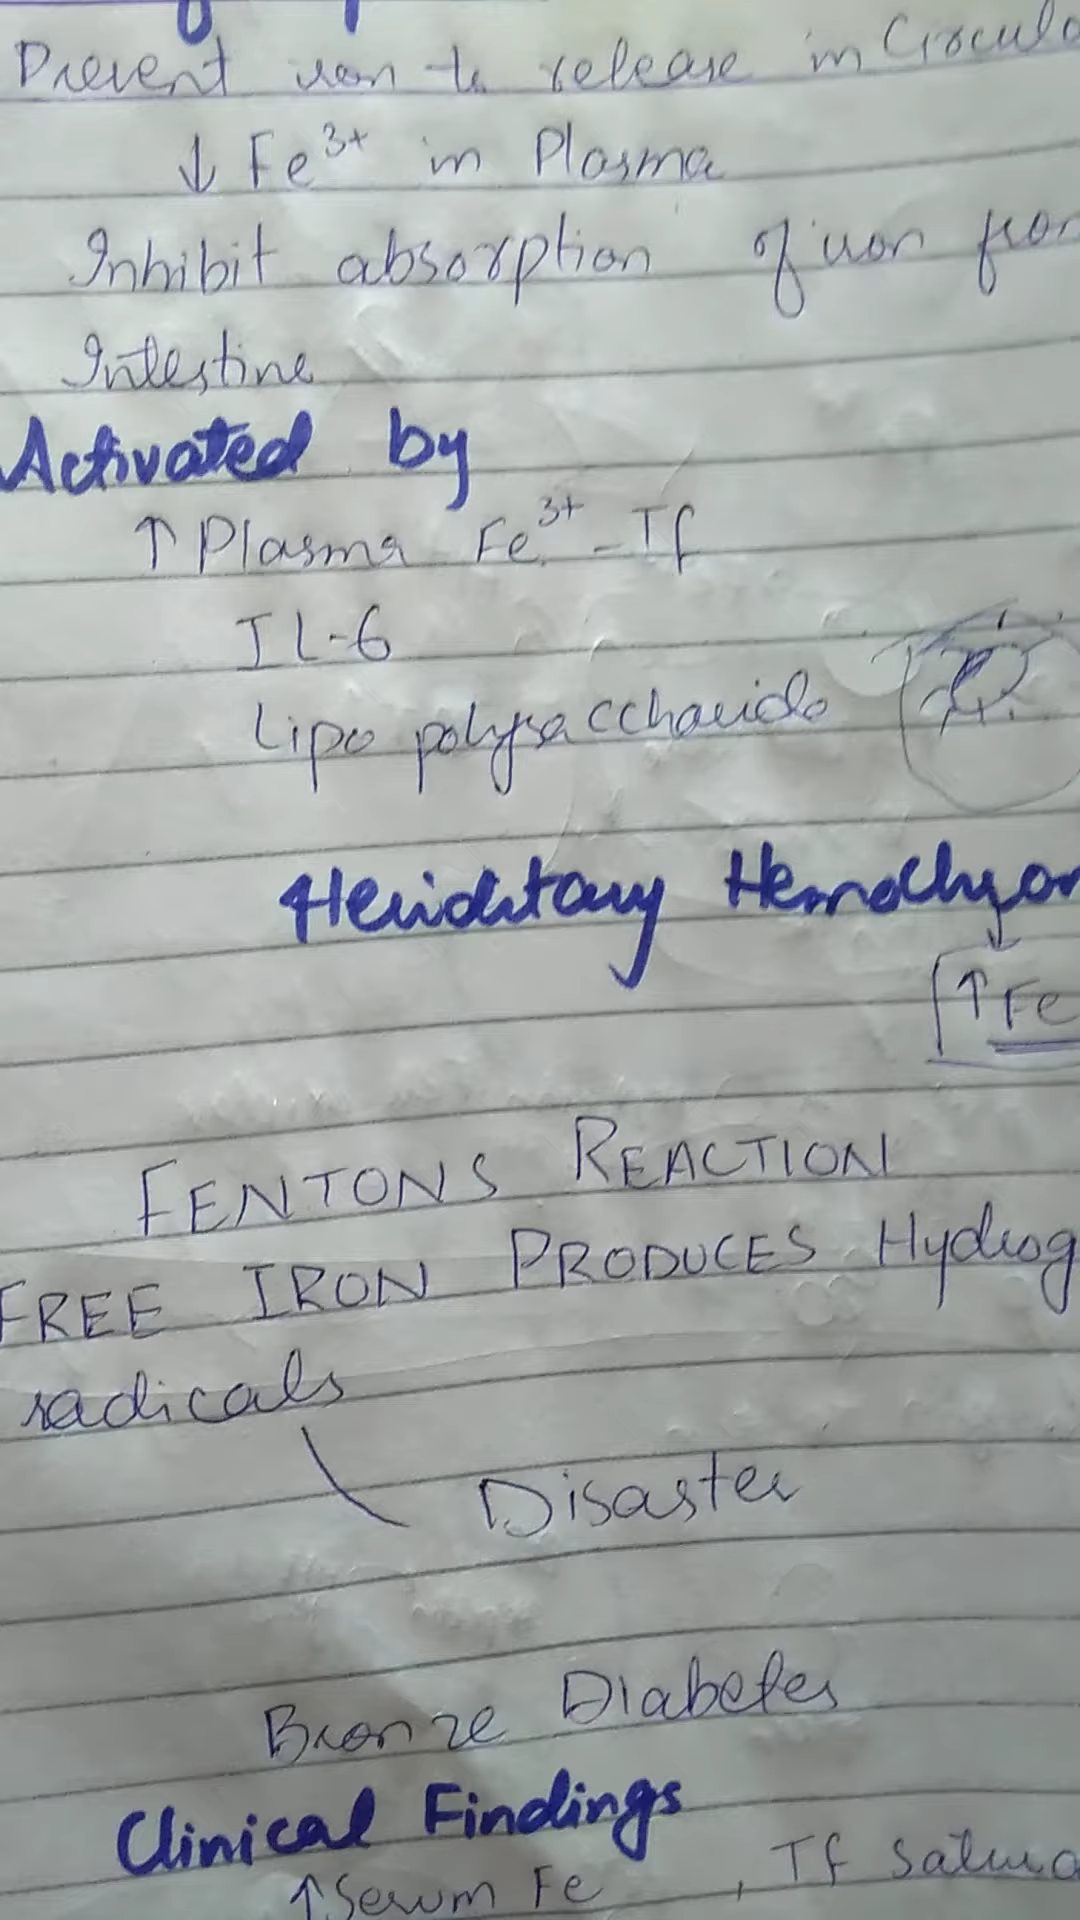 Prevent iron to release in Circula
↓ Fe³⁺ in Plasma
Inhibit absorption of iron from
Intestine
Activated by
↑ Plasma Fe³⁺ - Tf
IL-6
Lipo polysaccharide
Heriditary Hemochrom
↑ Fe
FENTONS REACTION
FREE IRON PRODUCES Hydrog
radicals
Disaster
Bronze Diabetes
Clinical Findings
↑ Serum Fe , Tf satura